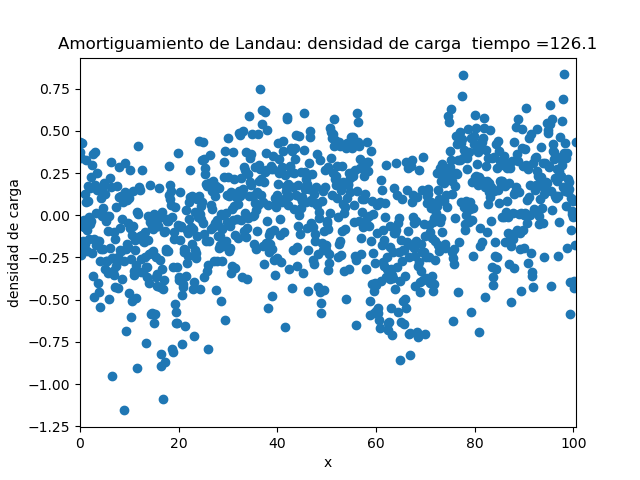 Amortiguamiento de Landau: densidad de carga  tiempo =126.1
densidad de carga
0.75
0.50
0.25
0.00
−0.25
−0.50
−0.75
−1.00
−1.25
0 20 40 60 80 100
x